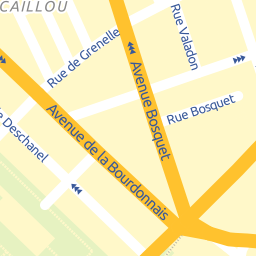 CAILLOU
Rue Valadon
Rue de Grenelle
Avenue Bosquet
Rue Bosquet
Deschanel
Avenue de la Bourdonnais